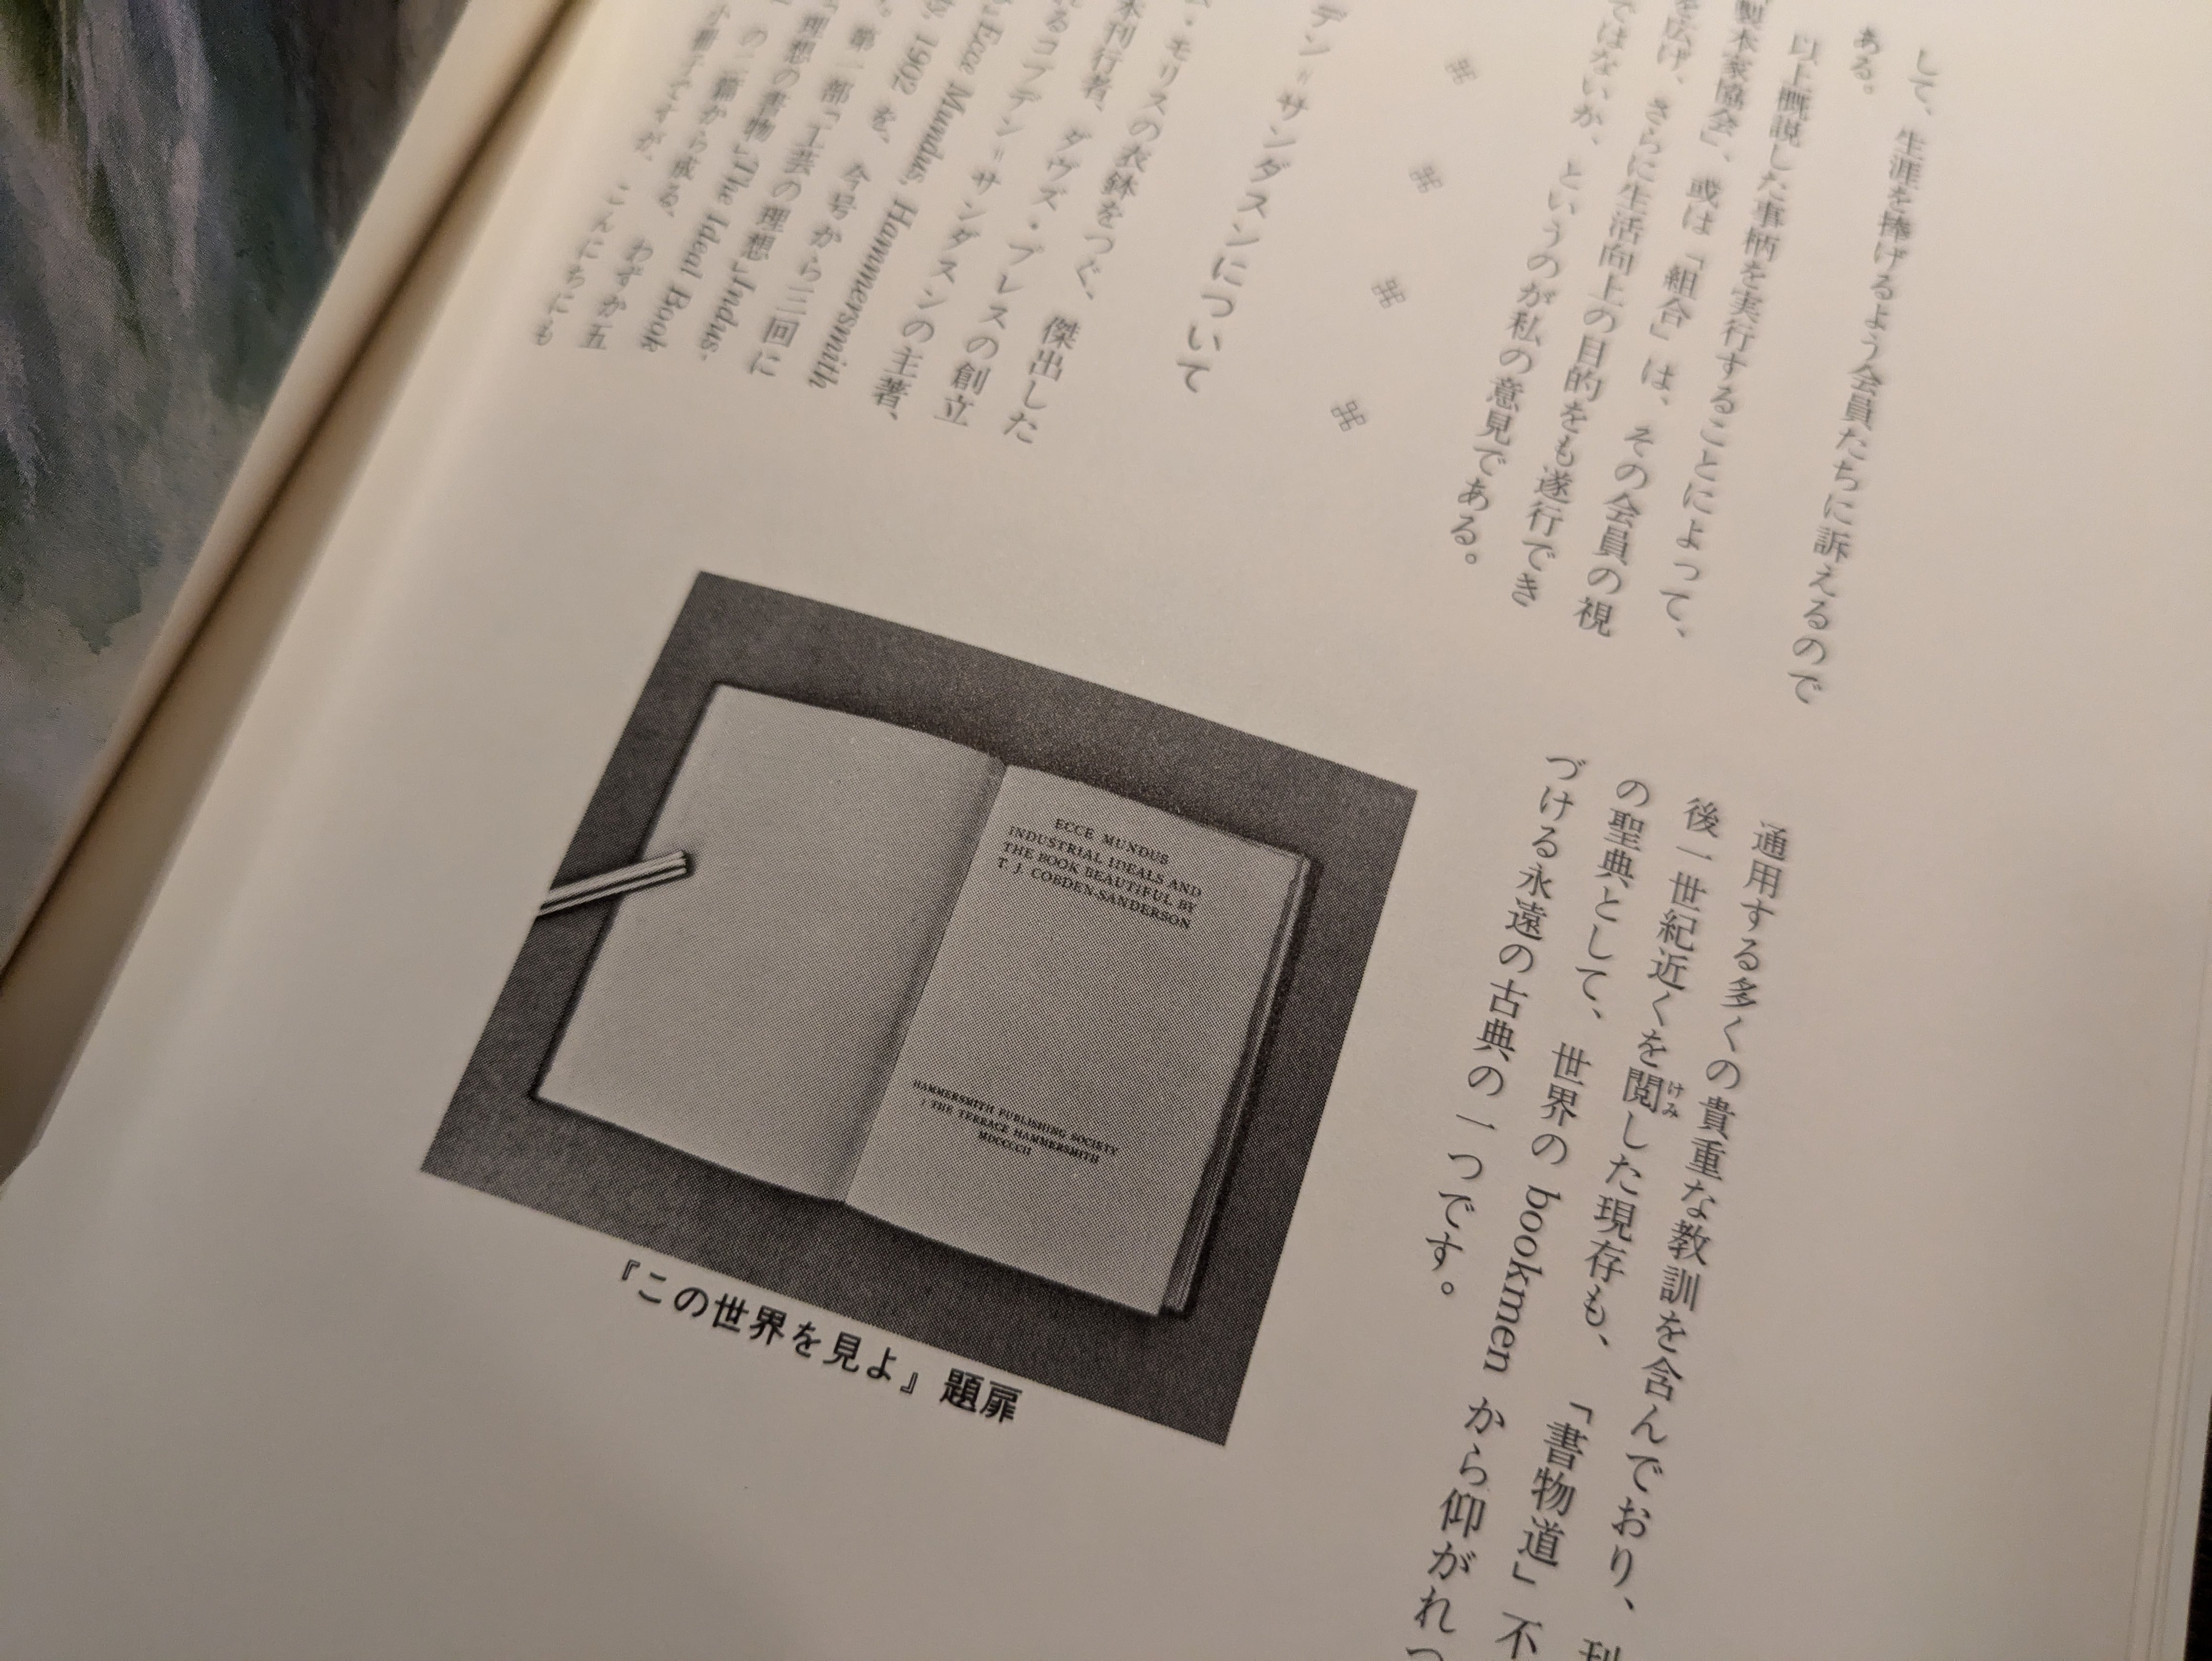 して、生涯を捧げるよう会員たちに訴えるので
ある。
以上概説した事柄を実行することによって、
製本家協会」、或は「組合」は、その会員の視
を広げ、さらに生活向上の目的をも遂行でき
ではないか、というのが私の意見である。
デン゠サンダスンについて
モリスの衣鉢をつぐ、傑出した
刊行者、ダヴズ・プレスの創立
るコブデン゠サンダスンの主著、
Ecce Mundus, Hammersmith
1902 を、今号から三回に
第一部「工芸の理想」Indus.
理想の書物」The Ideal Book
の二篇から成る、わずか五
ですが、こんにちにも
通用する多くの貴重な教訓を含んでおり、刊
後一世紀近くを閲した現存も、「書物道」不
けみ
の聖典として、世界の bookmen から仰がれつ
づける永遠の古典の一つです。
ECCE MUNDUS
INDUSTRIAL IDEALS AND
THE BOOK BEAUTIFUL BY
T. J. COBDEN-SANDERSON
HAMMERSMITH PUBLISHING SOCIETY
7 THE TERRACE HAMMERSMITH
MDCCCCII
『この世界を見よ』題扉